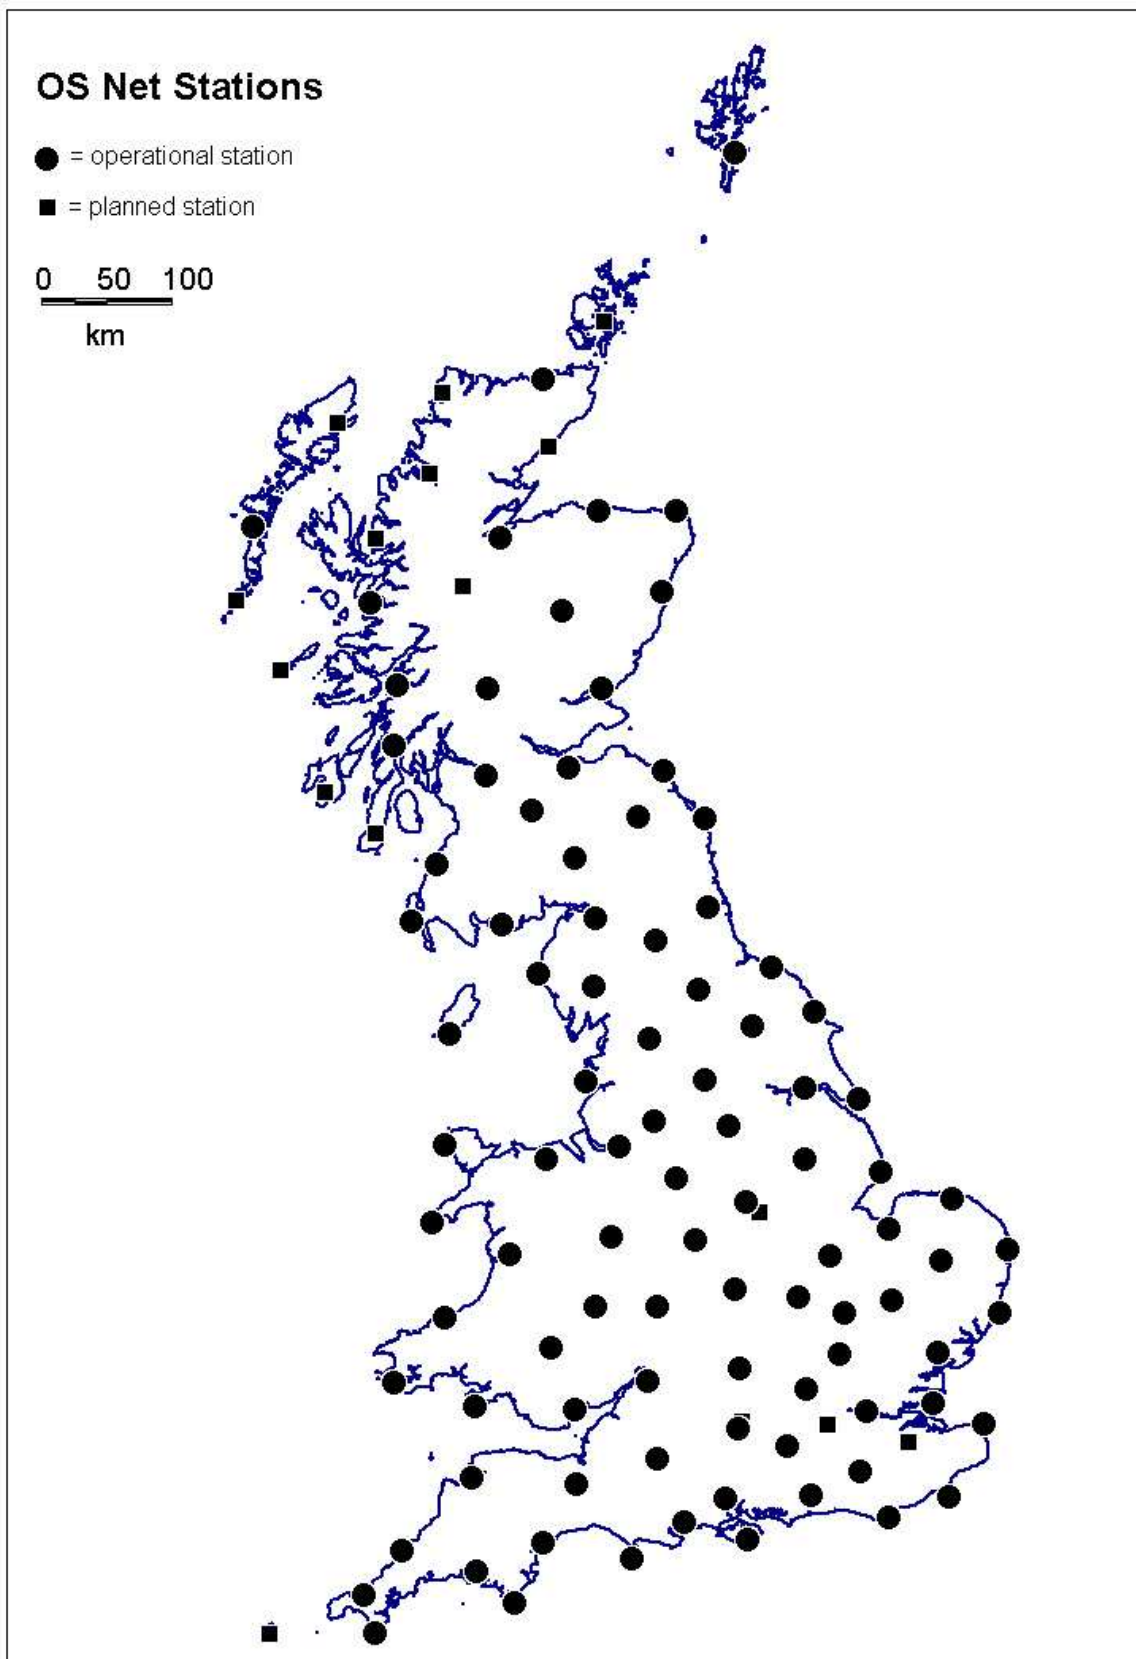 OS Net Stations
= operational station
= planned station
0 50 100
km